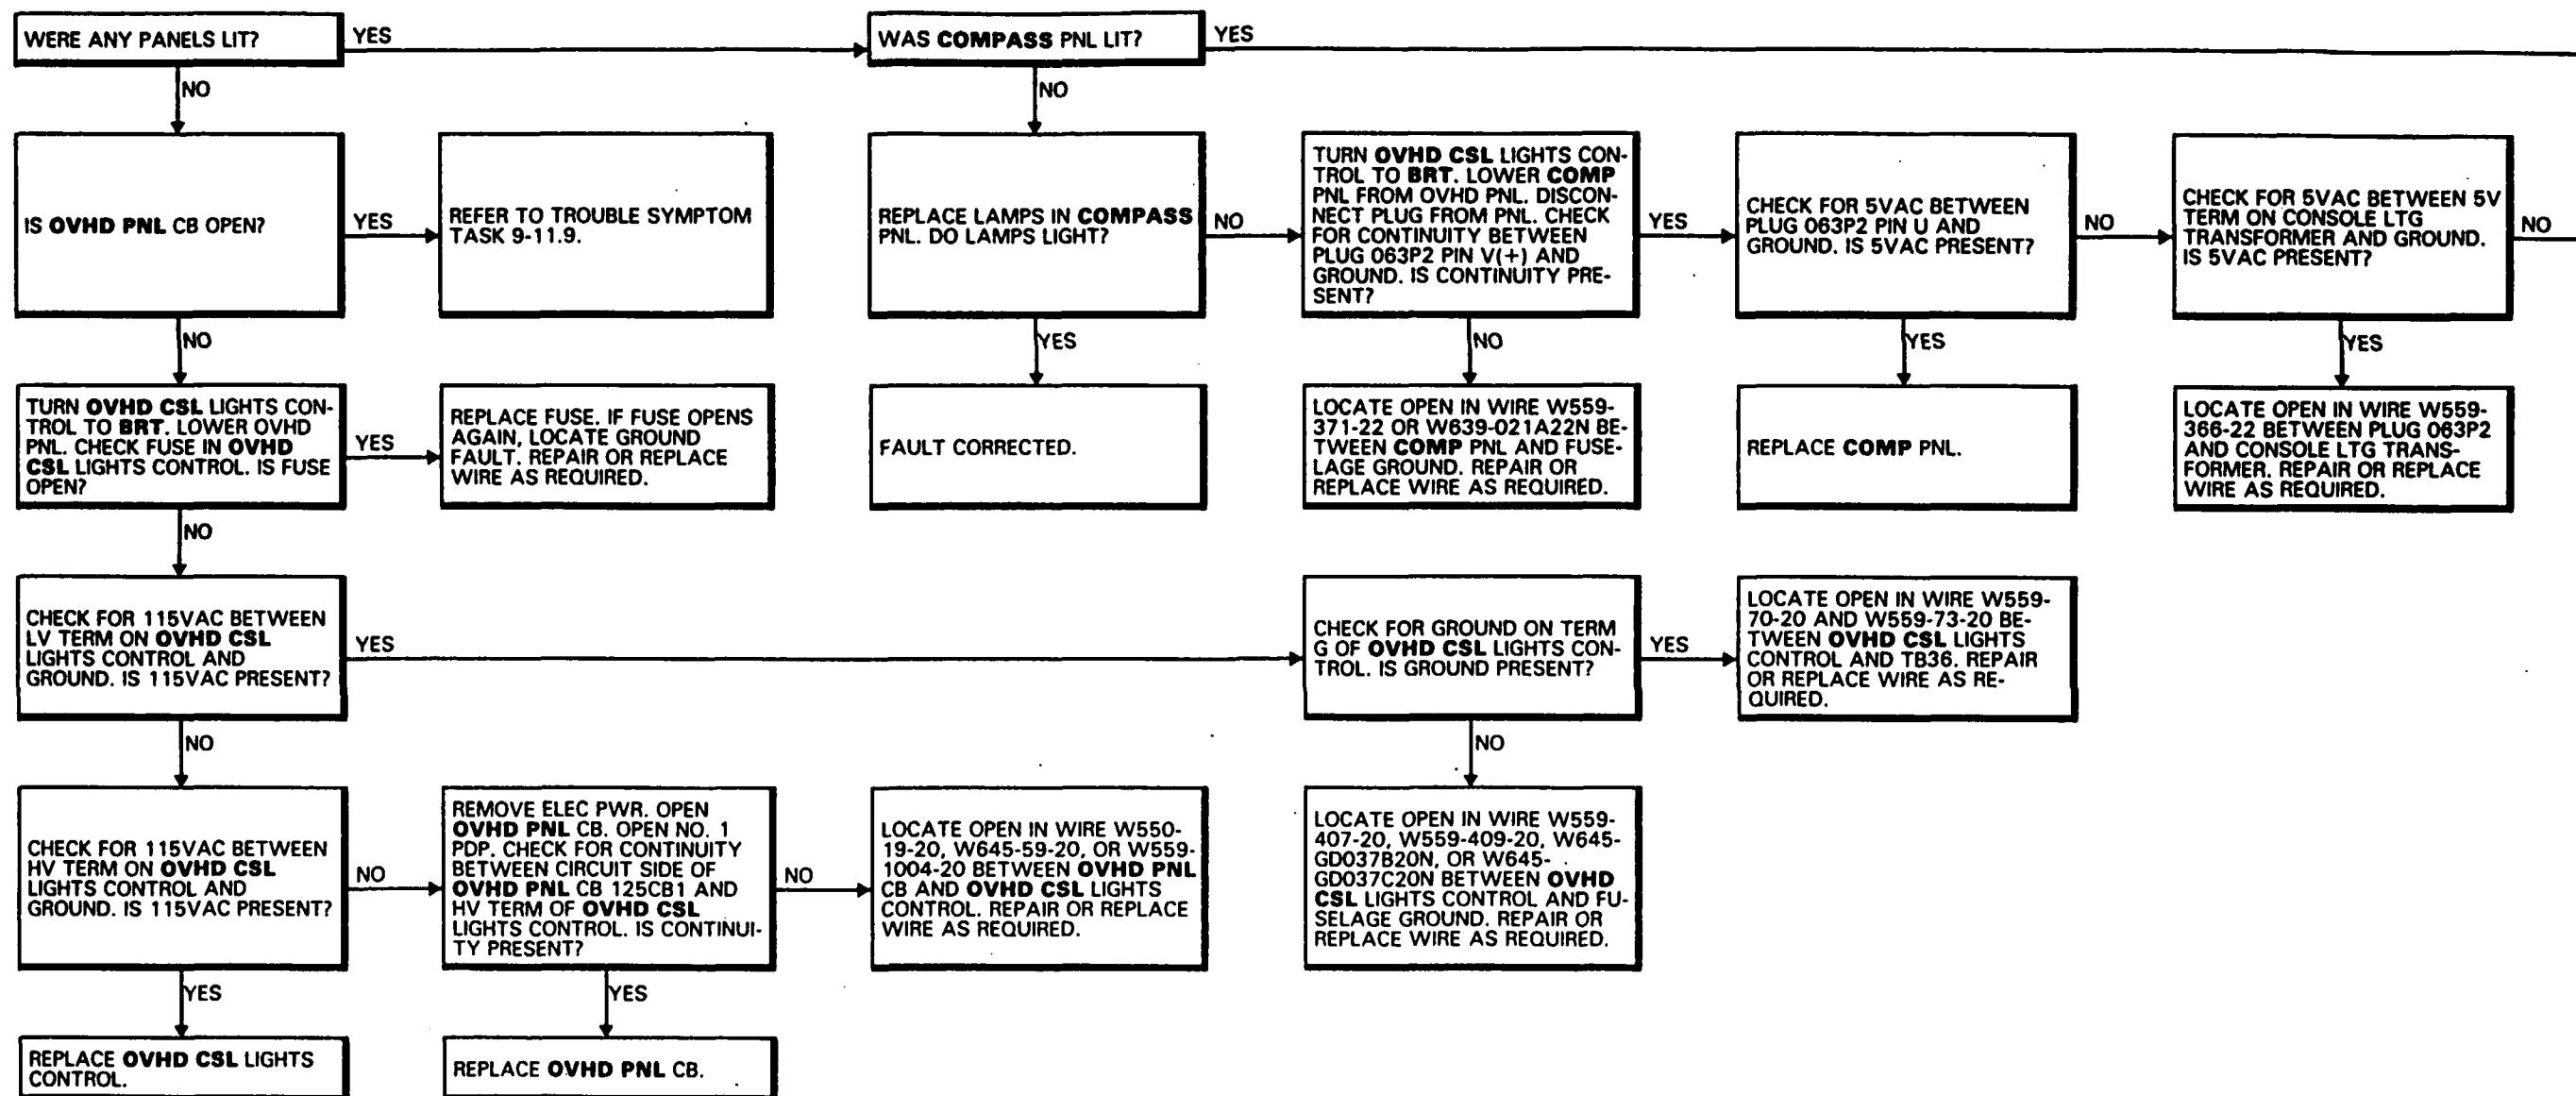 WERE ANY PANELS LIT?
YES
WAS COMPASS PNL LIT?
YES
NO
NO
IS OVHD PNL CB OPEN?
YES
REFER TO TROUBLE SYMPTOM
TASK 9-11.9.
REPLACE LAMPS IN COMPASS
PNL. DO LAMPS LIGHT?
NO
TURN OVHD CSL LIGHTS CON-
TROL TO BRT. LOWER COMP
PNL FROM OVHD PNL. DISCON-
NECT PLUG FROM PNL. CHECK
FOR CONTINUITY BETWEEN
PLUG 063P2 PIN V(+) AND
GROUND. IS CONTINUITY PRE-
SENT?
YES
CHECK FOR 5VAC BETWEEN
PLUG 063P2 PIN U AND
GROUND. IS 5VAC PRESENT?
NO
CHECK FOR 5VAC BETWEEN 5V
TERM ON CONSOLE LTG
TRANSFORMER AND GROUND.
IS 5VAC PRESENT?
NO
NO
YES
NO
YES
YES
TURN OVHD CSL LIGHTS CON-
TROL TO BRT. LOWER OVHD
PNL. CHECK FUSE IN OVHD
CSL LIGHTS CONTROL. IS FUSE
OPEN?
YES
REPLACE FUSE. IF FUSE OPENS
AGAIN, LOCATE GROUND
FAULT. REPAIR OR REPLACE
WIRE AS REQUIRED.
FAULT CORRECTED.
LOCATE OPEN IN WIRE W559-
371-22 OR W639-021A22N BE-
TWEEN COMP PNL AND FUSE-
LAGE GROUND. REPAIR OR
REPLACE WIRE AS REQUIRED.
REPLACE COMP PNL.
LOCATE OPEN IN WIRE W559-
366-22 BETWEEN PLUG 063P2
AND CONSOLE LTG TRANS-
FORMER. REPAIR OR REPLACE
WIRE AS REQUIRED.
NO
CHECK FOR 115VAC BETWEEN
LV TERM ON OVHD CSL
LIGHTS CONTROL AND
GROUND. IS 115VAC PRESENT?
YES
CHECK FOR GROUND ON TERM
G OF OVHD CSL LIGHTS CON-
TROL. IS GROUND PRESENT?
YES
LOCATE OPEN IN WIRE W559-
70-20 AND W559-73-20 BE-
TWEEN OVHD CSL LIGHTS
CONTROL AND TB36. REPAIR
OR REPLACE WIRE AS RE-
QUIRED.
NO
NO
CHECK FOR 115VAC BETWEEN
HV TERM ON OVHD CSL
LIGHTS CONTROL AND
GROUND. IS 115VAC PRESENT?
NO
REMOVE ELEC PWR. OPEN
OVHD PNL CB. OPEN NO. 1
PDP. CHECK FOR CONTINUITY
BETWEEN CIRCUIT SIDE OF
OVHD PNL CB 125CB1 AND
HV TERM OF OVHD CSL
LIGHTS CONTROL. IS CONTINUI-
TY PRESENT?
NO
LOCATE OPEN IN WIRE W550-
19-20, W645-59-20, OR W559-
1004-20 BETWEEN OVHD PNL
CB AND OVHD CSL LIGHTS
CONTROL. REPAIR OR REPLACE
WIRE AS REQUIRED.
LOCATE OPEN IN WIRE W559-
407-20, W559-409-20, W645-
GD037B20N, OR W645-
GD037C20N BETWEEN OVHD
CSL LIGHTS CONTROL AND FU-
SELAGE GROUND. REPAIR OR
REPLACE WIRE AS REQUIRED.
YES
YES
REPLACE OVHD CSL LIGHTS
CONTROL.
REPLACE OVHD PNL CB.